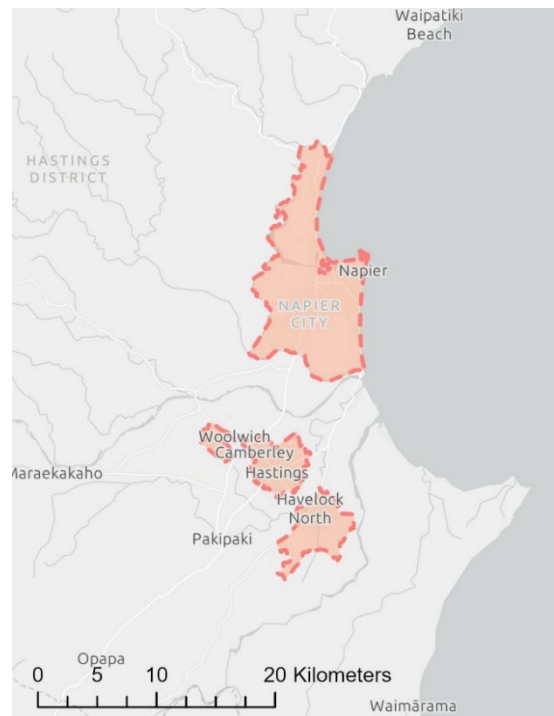 Waipatiki
Beach
HASTINGS
DISTRICT
Napier
NAPIER
CITY
Woolwich
Camberley
Maraekakaho
Hastings
Havelock
North
Pakipaki
Opapa
0 5 10 20 Kilometers
Waimārama